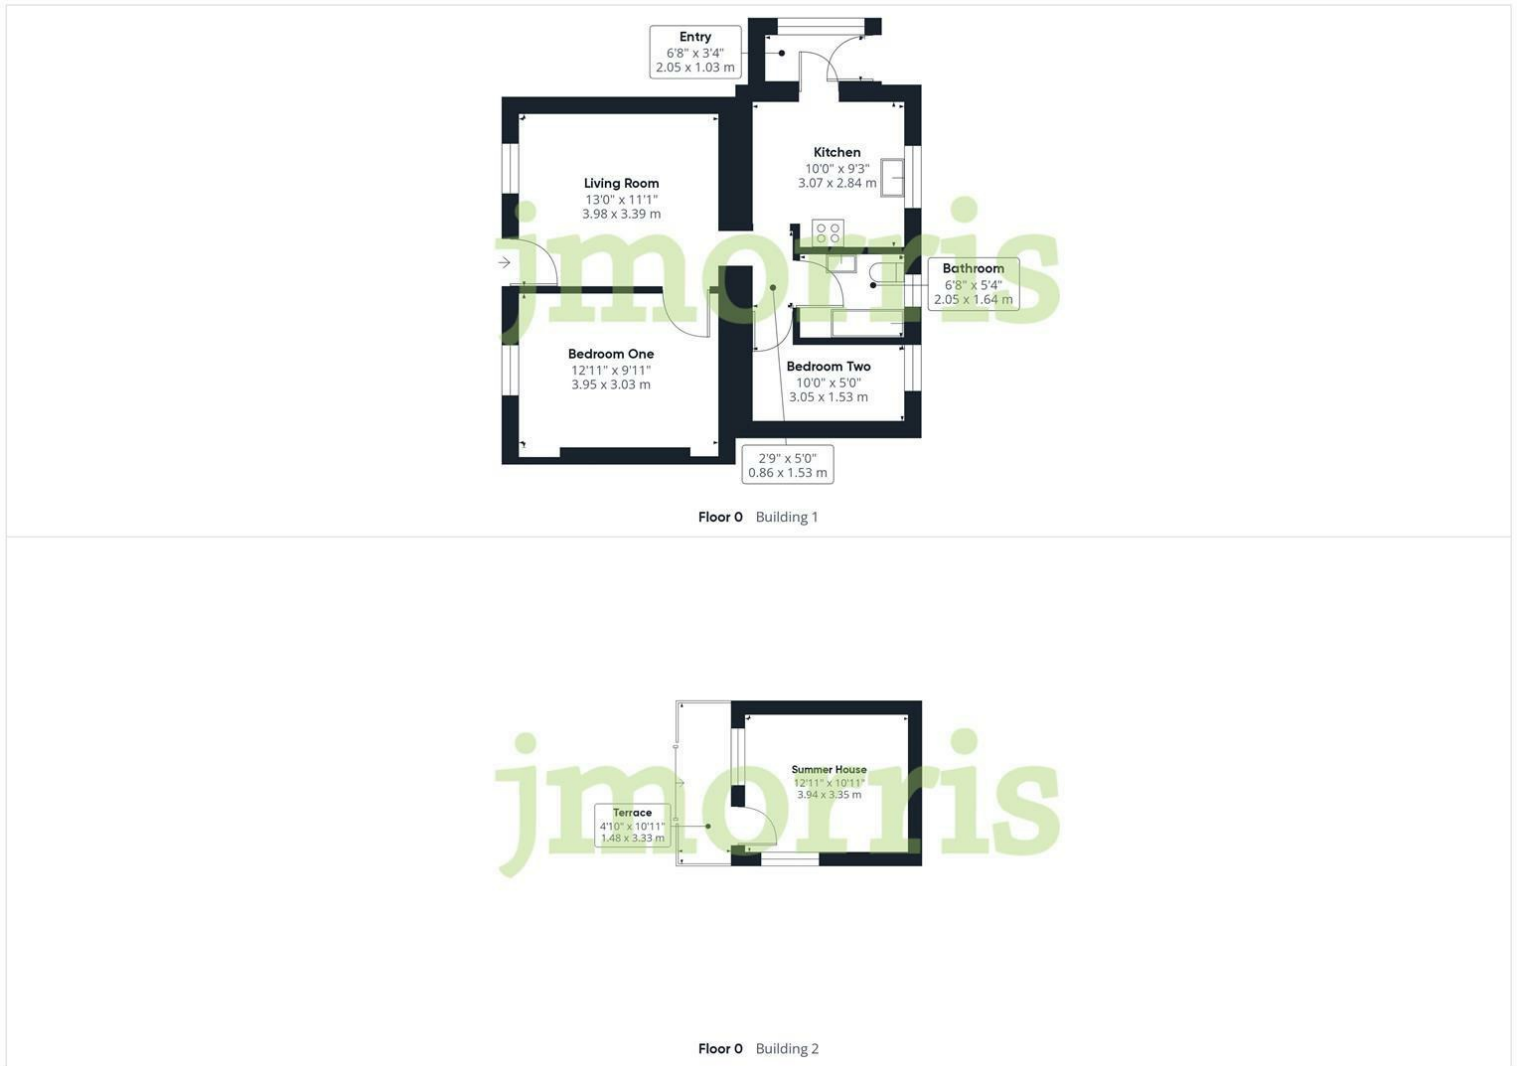 Entry
6'8" x 3'4"
2.05 x 1.03 m
Kitchen
10'0" x 9'3"
3.07 x 2.84 m
Living Room
13'0" x 11'1"
3.98 x 3.39 m
jmorris
Bathroom
6'8" x 5'4"
2.05 x 1.64 m
Bedroom One
12'11" x 9'11"
3.95 x 3.03 m
Bedroom Two
10'0" x 5'0"
3.05 x 1.53 m
2'9" x 5'0"
0.86 x 1.53 m
Floor 0 Building 1
Summer House
12'11" x 10'11"
3.94 x 3.35 m
jmorris
Terrace
4'10" x 10'11"
1.48 x 3.33 m
Floor 0 Building 2